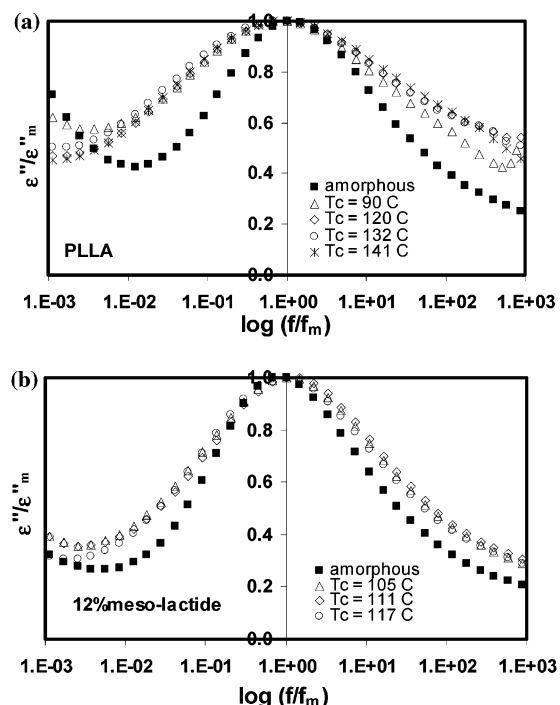 (a)
1.0
0.8
0.6
0.4
0.2
0.0
ε''/ε''m
amorphous
Tc = 90 C
Tc = 120 C
Tc = 132 C
Tc = 141 C
PLLA
1.E-03 1.E-02 1.E-01 1.E+00 1.E+01 1.E+02 1.E+03
log (f/fm)
(b)
1.0
0.8
0.6
0.4
0.2
0.0
ε''/ε''m
amorphous
Tc = 105 C
Tc = 111 C
Tc = 117 C
12%meso-lactide
1.E-03 1.E-02 1.E-01 1.E+00 1.E+01 1.E+02 1.E+03
log (f/fm)